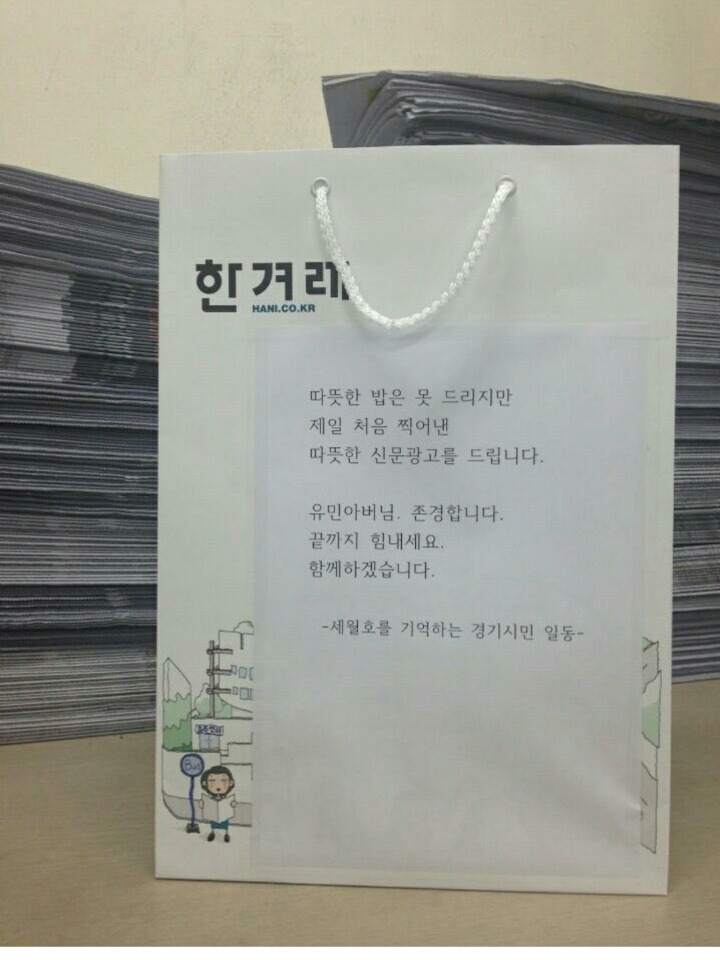 한겨레
HANI.CO.KR
따뜻한 밥은 못 드리지만
제일 처음 찍어낸
따뜻한 신문광고를 드립니다.
유민아버님. 존경합니다.
끝까지 힘내세요.
함께하겠습니다.
-세월호를 기억하는 경기시민 일동-
Bus